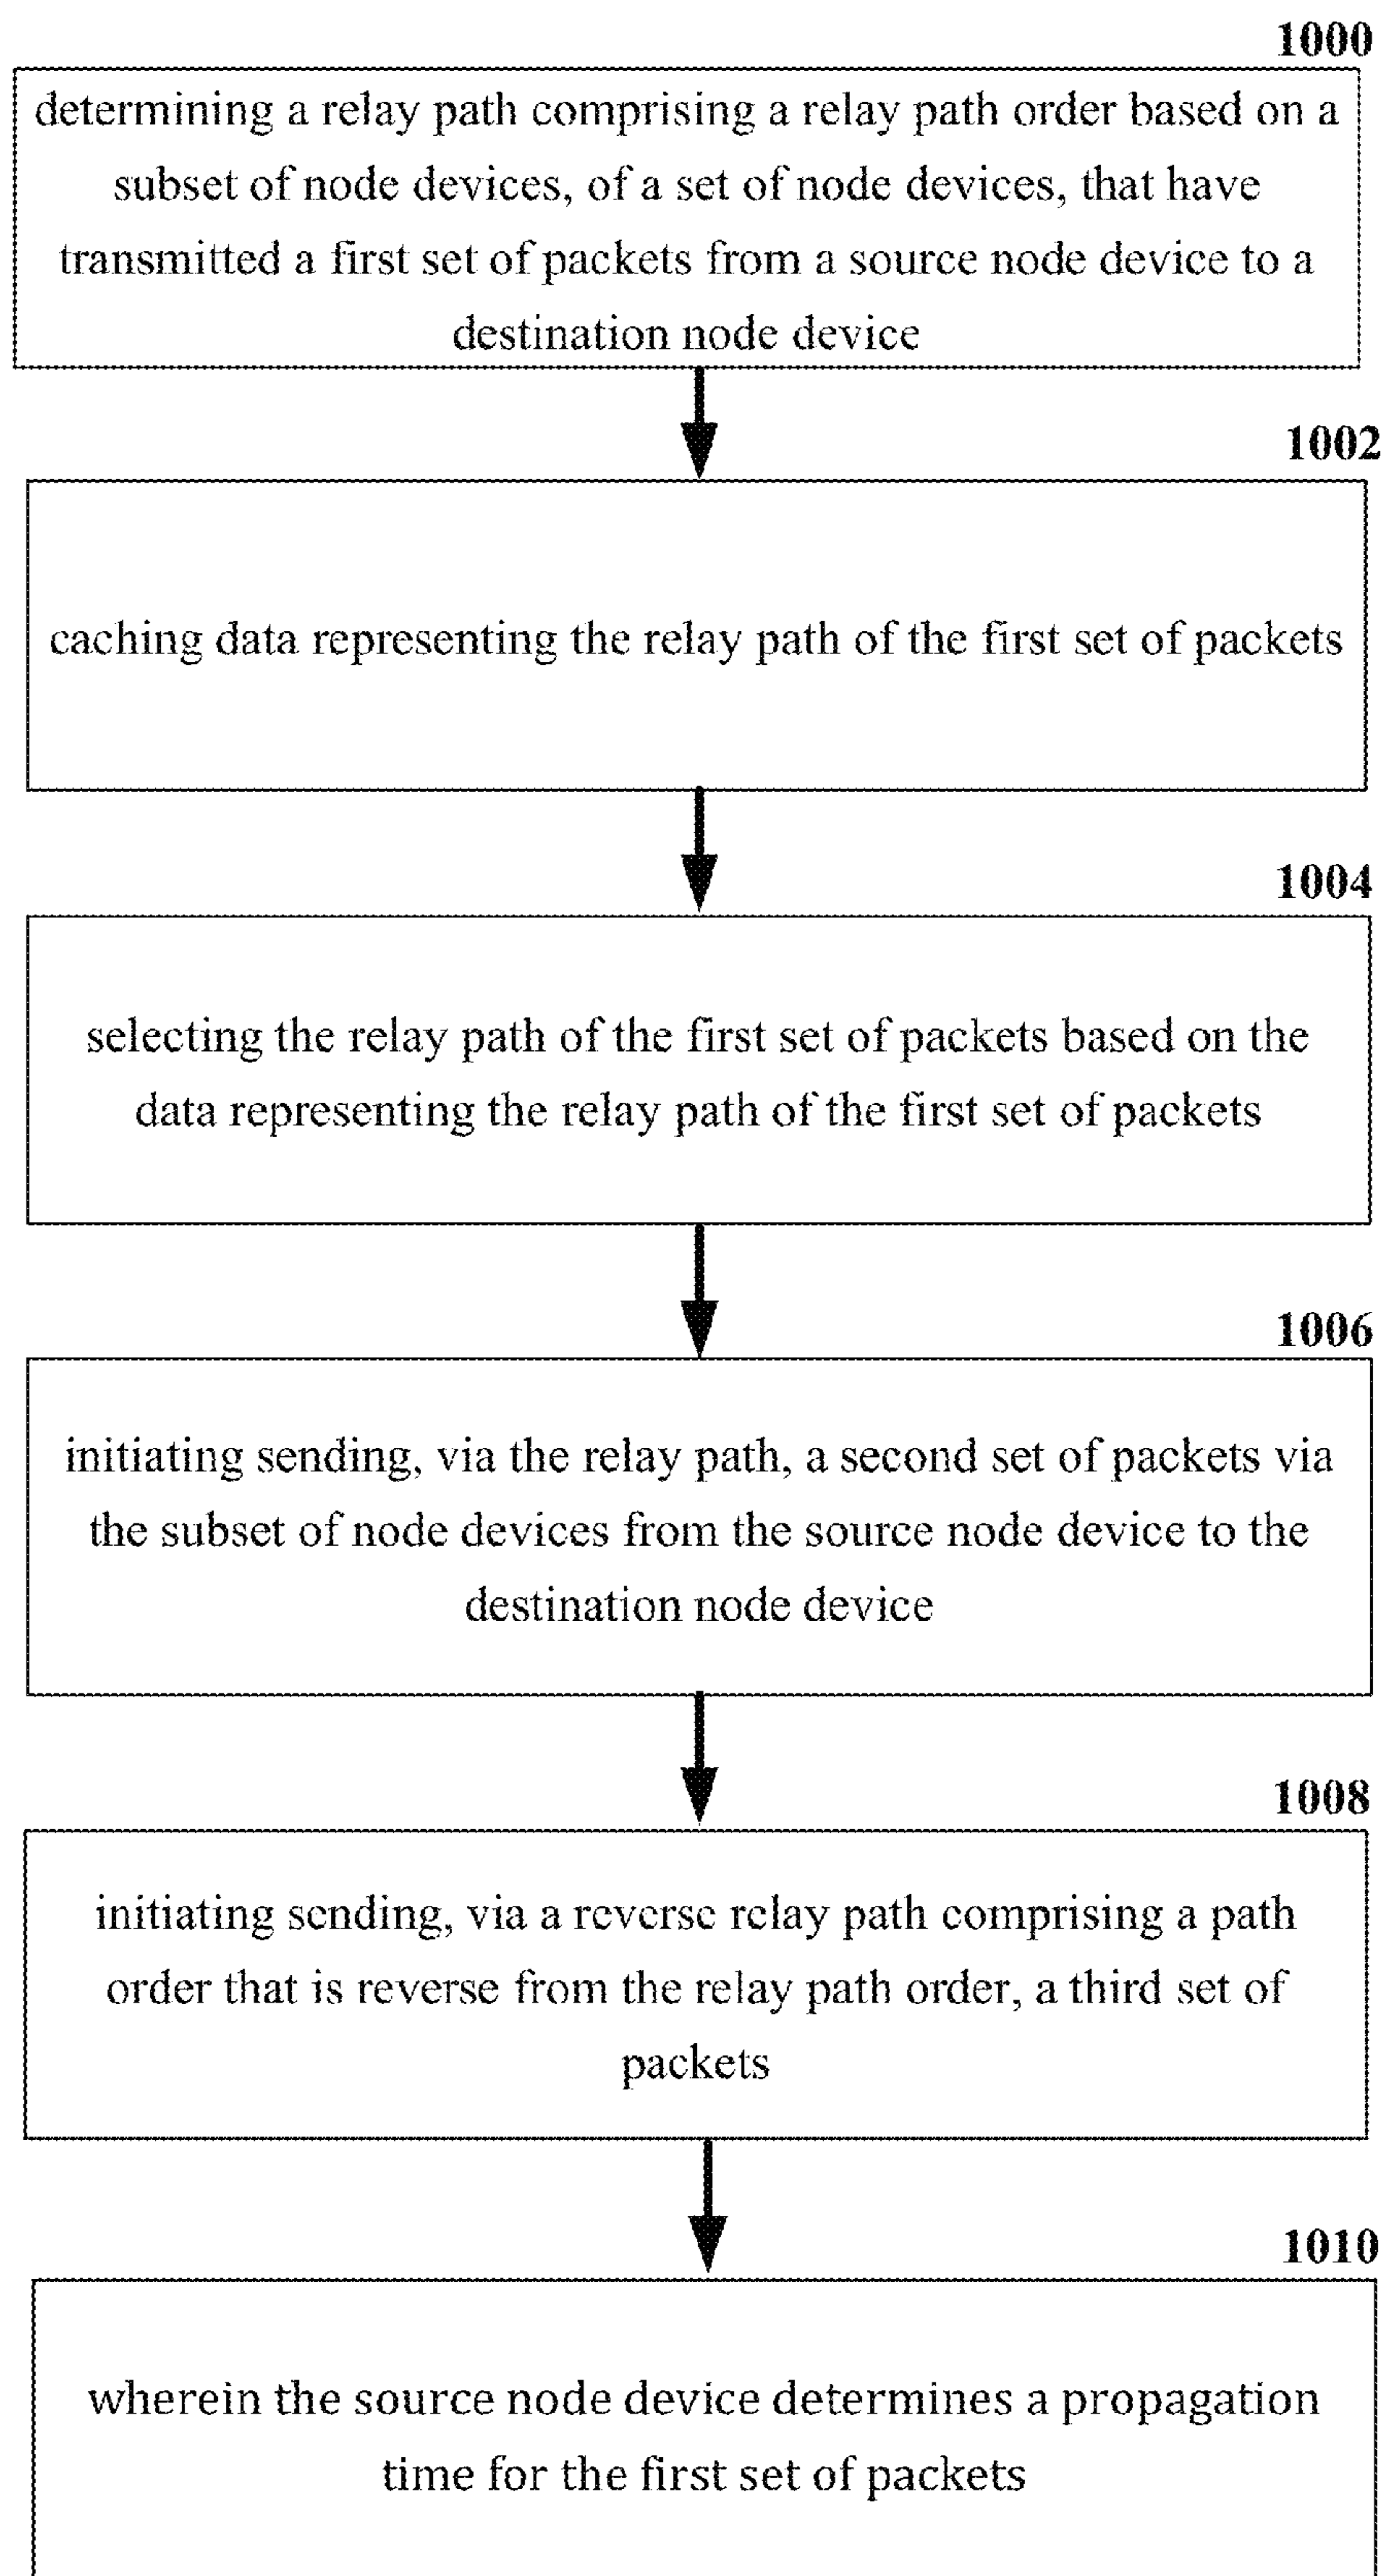 1000
determining a relay path comprising a relay path order based on a
subset of node devices, of a set of node devices, that have
transmitted a first set of packets from a source node device to a
destination node device
1002
caching data representing the relay path of the first set of packets
1004
selecting the relay path of the first set of packets based on the
data representing the relay path of the first set of packets
1006
initiating sending, via the relay path, a second set of packets via
the subset of node devices from the source node device to the
destination node device
1008
initiating sending, via a reverse relay path comprising a path
order that is reverse from the relay path order, a third set of
packets
1010
wherein the source node device determines a propagation
time for the first set of packets